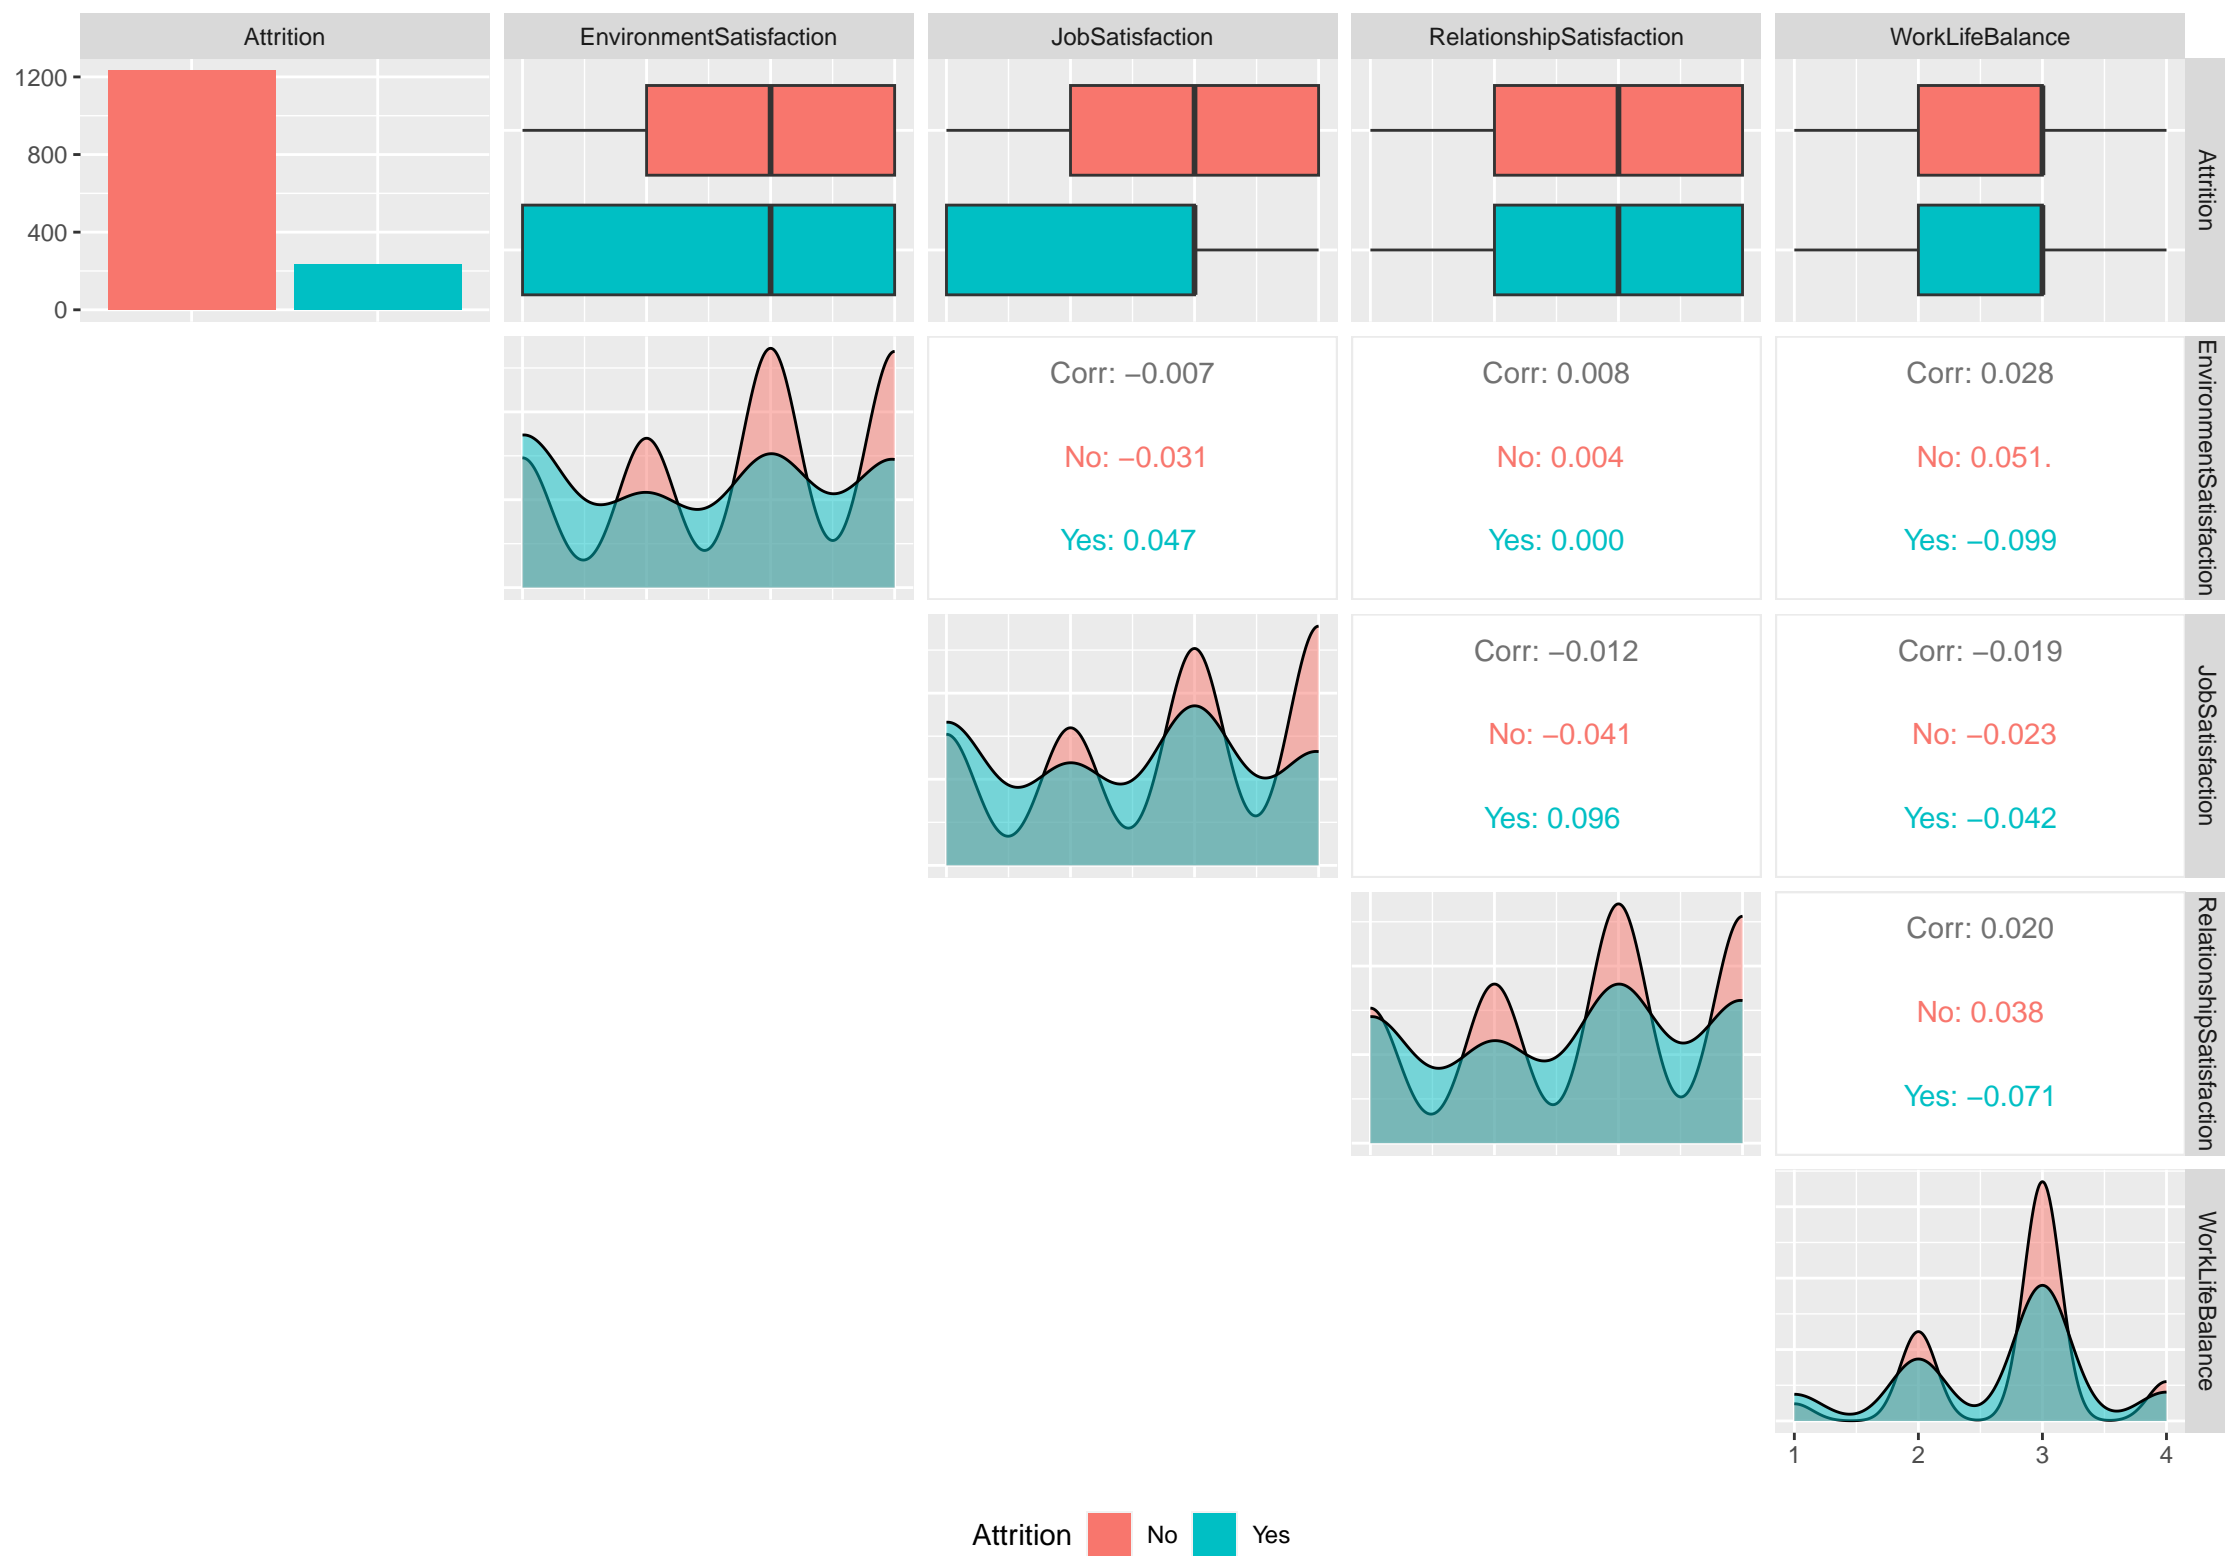 Attrition
EnvironmentSatisfaction
JobSatisfaction
RelationshipSatisfaction
WorkLifeBalance
1200
800
400
0
Attrition
Corr: −0.007
No: −0.031
Yes: 0.047
Corr: 0.008
No: 0.004
Yes: 0.000
Corr: 0.028
No: 0.051.
Yes: −0.099
EnvironmentSatisfaction
Corr: −0.012
No: −0.041
Yes: 0.096
Corr: −0.019
No: −0.023
Yes: −0.042
JobSatisfaction
Corr: 0.020
No: 0.038
Yes: −0.071
RelationshipSatisfaction
WorkLifeBalance
1 2 3 4
Attrition No Yes